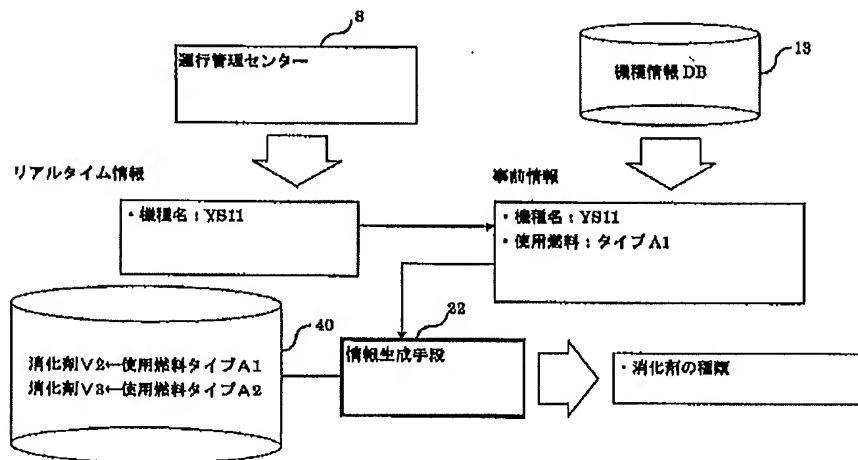 8
運行管理センター
機種情報 DB
13
リアルタイム情報
事前情報
・機種名：YS11
・機種名：YS11
・使用燃料：タイプA1
40
消化剤V2←使用燃料タイプA1
消化剤V3←使用燃料タイプA2
22
情報生成手段
・消化剤の種類